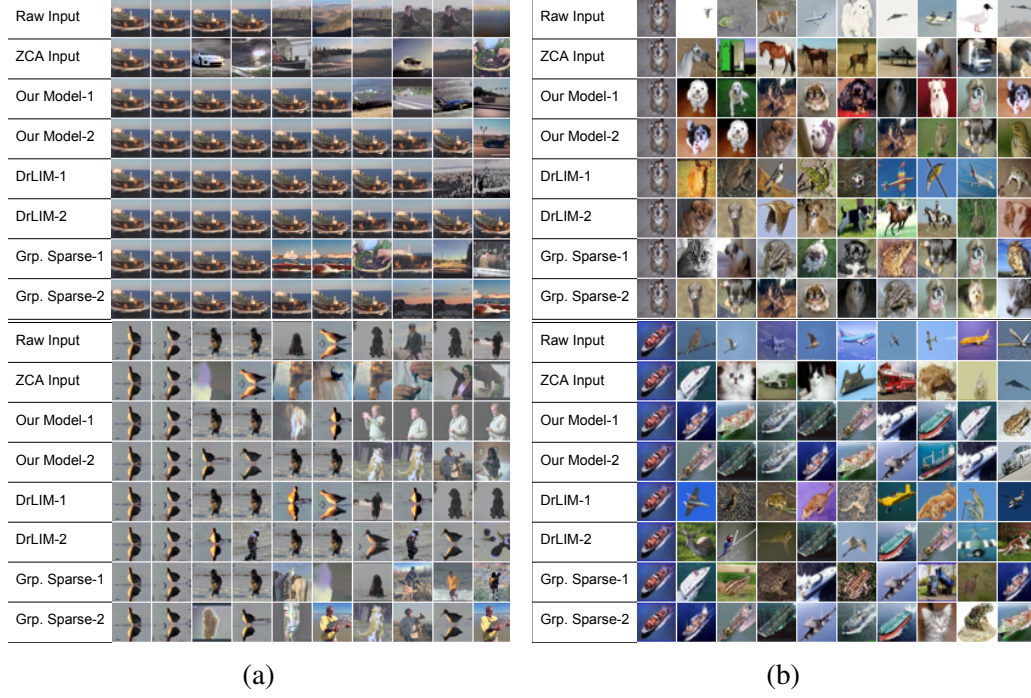 Raw Input
ZCA Input
Our Model-1
Our Model-2
DrLIM-1
DrLIM-2
Grp. Sparse-1
Grp. Sparse-2
Raw Input
ZCA Input
Our Model-1
Our Model-2
DrLIM-1
DrLIM-2
Grp. Sparse-1
Grp. Sparse-2
(a)
Raw Input
ZCA Input
Our Model-1
Our Model-2
DrLIM-1
DrLIM-2
Grp. Sparse-1
Grp. Sparse-2
Raw Input
ZCA Input
Our Model-1
Our Model-2
DrLIM-1
DrLIM-2
Grp. Sparse-1
Grp. Sparse-2
(b)